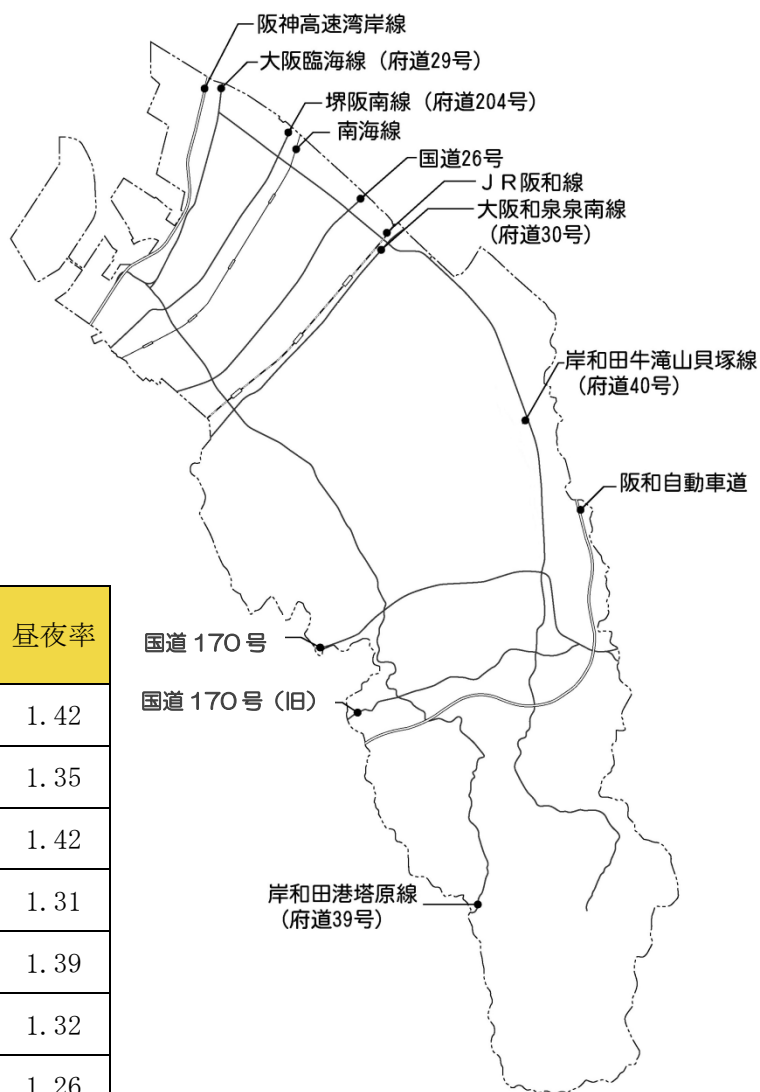 阪神高速湾岸線
大阪臨海線（府道29号）
堺阪南線（府道204号）
南海線
国道26号
ＪＲ阪和線
大阪和泉泉南線
（府道30号）
岸和田牛滝山貝塚線
（府道40号）
阪和自動車道
国道170号
国道170号（旧）
岸和田港塔原線
（府道39号）
昼夜率
1.42
1.35
1.42
1.31
1.39
1.32
1.26